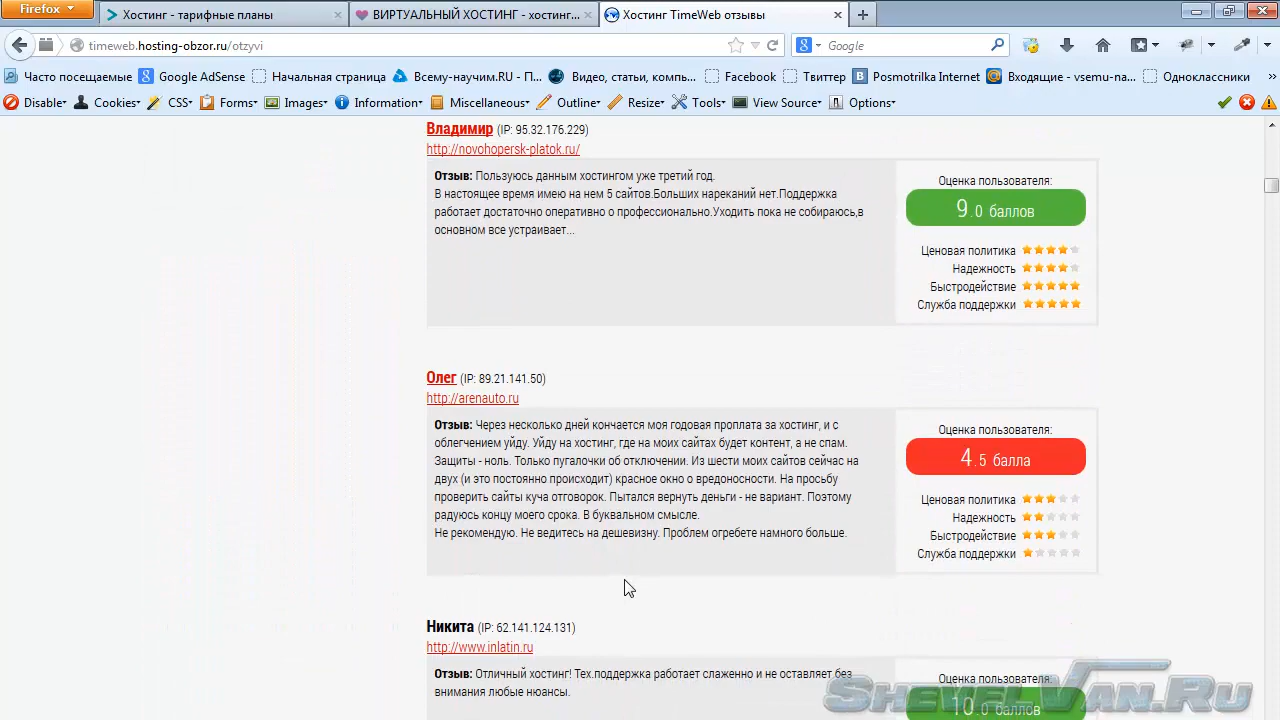 Firefox
Хостинг - тарифные планы
ВИРТУАЛЬНЫЙ ХОСТИНГ - хостинг...
Хостинг TimeWeb отзывы
timeweb.hosting-obzor.ru/otzyvi
Google
Часто посещаемые
Google AdSense
Начальная страница
Всему-научим.RU - П...
Видео, статьи, компь...
Facebook
Твиттер
Posmotrilka Internet
Входящие - vsemu-na...
Одноклассники
Disable
Cookies
CSS
Forms
Images
Information
Miscellaneous
Outline
Resize
Tools
View Source
Options
Владимир (IP: 95.32.176.229)
http://novohopersk-platok.ru/
Отзыв: Пользуюсь данным хостингом уже третий год.
В настоящее время имею на нем 5 сайтов.Больших нареканий нет.Поддержка
работает достаточно оперативно о профессионально.Уходить пока не собираюсь,в
основном все устраивает...
Оценка пользователя:
9.0 баллов
Ценовая политика
Надежность
Быстродействие
Служба поддержки
Олег (IP: 89.21.141.50)
http://arenauto.ru
Отзыв: Через несколько дней кончается моя годовая проплата за хостинг, и с
облегчением уйду. Уйду на хостинг, где на моих сайтах будет контент, а не спам.
Защиты - ноль. Только пугалочки об отключении. Из шести моих сайтов сейчас на
двух (и это постоянно происходит) красное окно о вредоносности. На просьбу
проверить сайты куча отговорок. Пытался вернуть деньги - не вариант. Поэтому
радуюсь концу моего срока. В буквальном смысле.
Не рекомендую. Не ведитесь на дешевизну. Проблем огребете намного больше.
Оценка пользователя:
4.5 балла
Ценовая политика
Надежность
Быстродействие
Служба поддержки
Никита (IP: 62.141.124.131)
http://www.inlatin.ru
Отзыв: Отличный хостинг! Тех.поддержка работает слаженно и не оставляет без
внимания любые нюансы.
Оценка пользователя:
10.0 баллов
ShevelVan.Ru